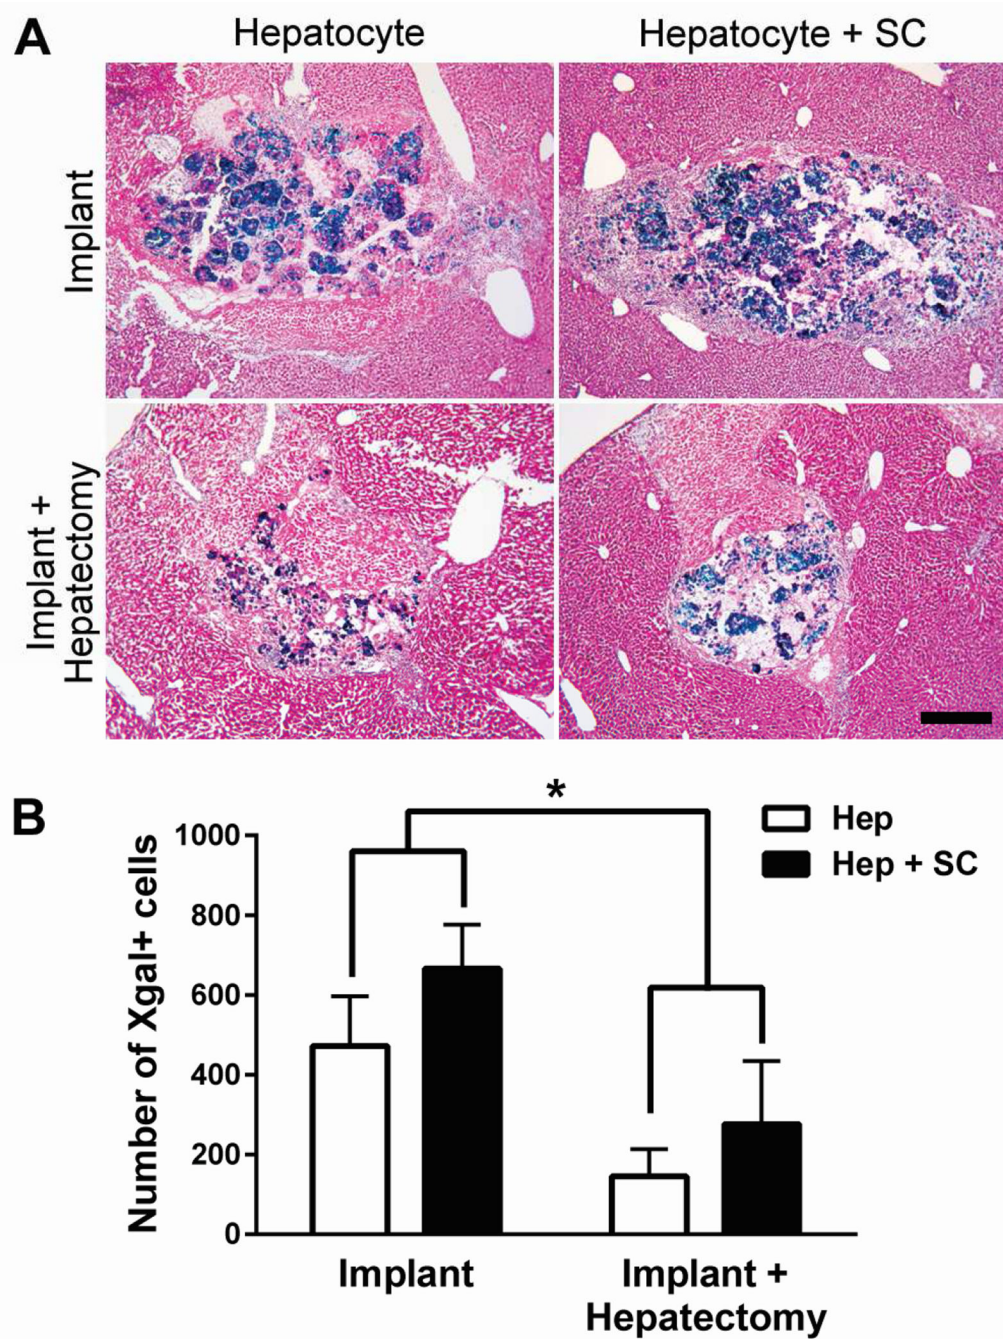 A
Hepatocyte
Hepatocyte + SC
Implant
Implant +
Hepatectomy
B
*
Hep
Hep + SC
Number of Xgal+ cells
1000
800
600
400
200
0
Implant
Implant +
Hepatectomy